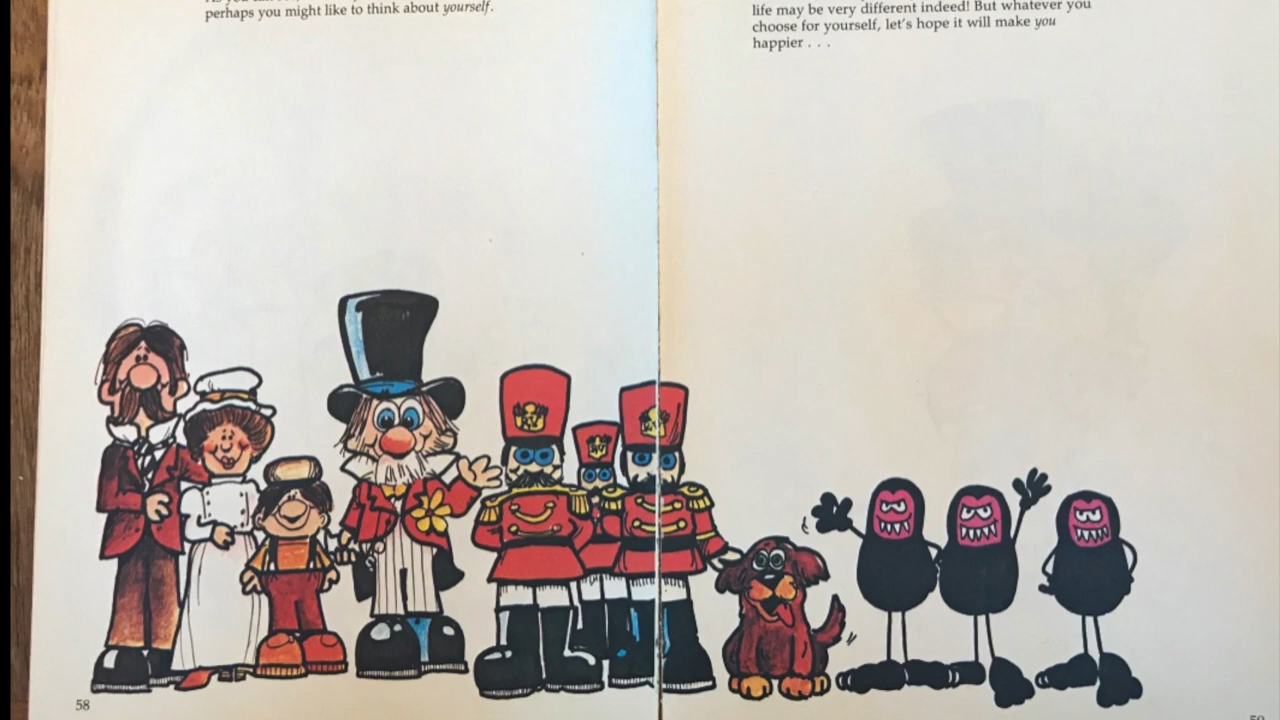 perhaps you might like to think about yourself.
life may be very different indeed! But whatever you
choose for yourself, let's hope it will make you
happier . . .
58